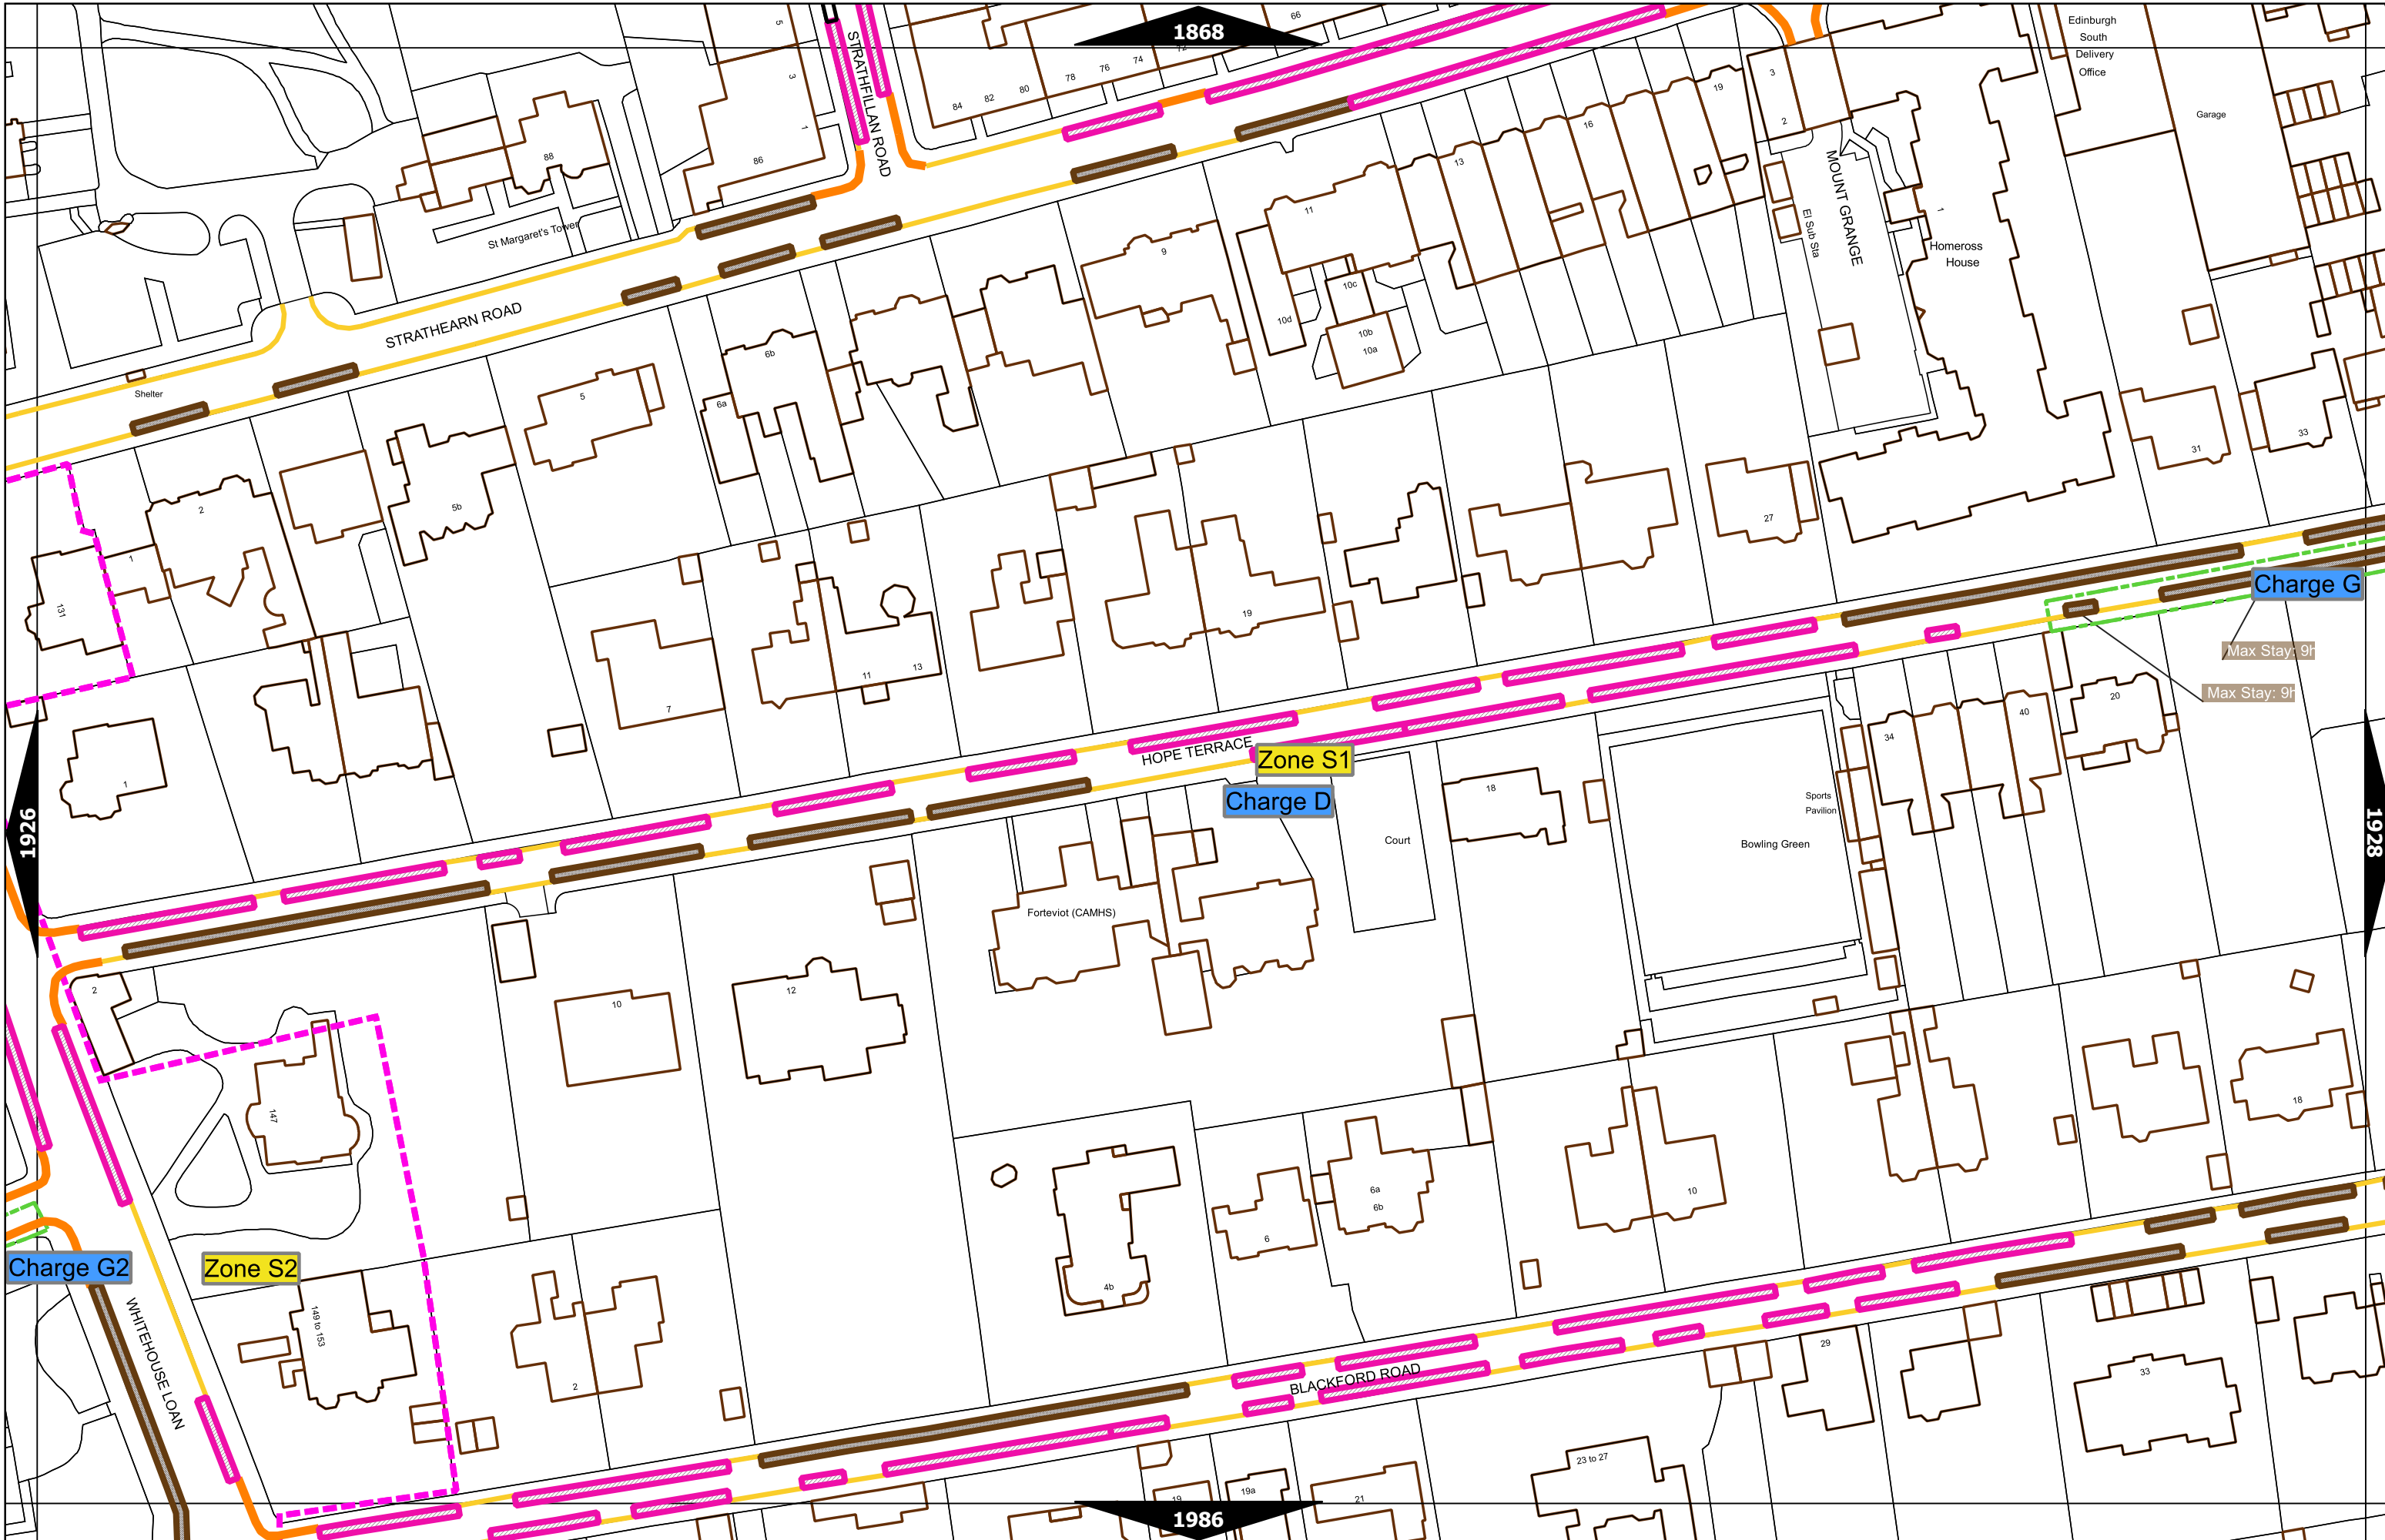 1868
66
72
74
76
78
80
82
84
5
3
1
86
88
STRATHFILLAN ROAD
St Margaret's Tower
STRATHEARN ROAD
Shelter
Edinburgh
South
Delivery
Office
Garage
3
2
19
16
13
11
9
10c
10d
10b
10a
El Sub Sta
MOUNT GRANGE
1
Homeross
House
6b
6a
5
5b
2
1
131
31
33
27
19
7
11
13
1
Charge G
Max Stay: 9h
Max Stay: 9h
HOPE TERRACE
Zone S1
Charge D
1926
1928
18
Court
Sports
Pavilion
Bowling Green
34
40
20
Forteviot (CAMHS)
2
10
12
147
18
6a
6b
6
10
4b
Charge G2
Zone S2
WHITEHOUSE LOAN
149 to 153
2
BLACKFORD ROAD
29
33
23 to 27
19
19a
21
1986